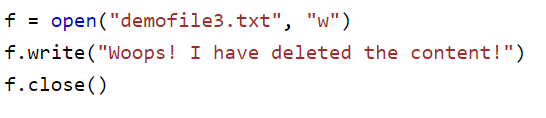 f = open("demofile3.txt", "w")
f.write("Woops! I have deleted the content!")
f.close()